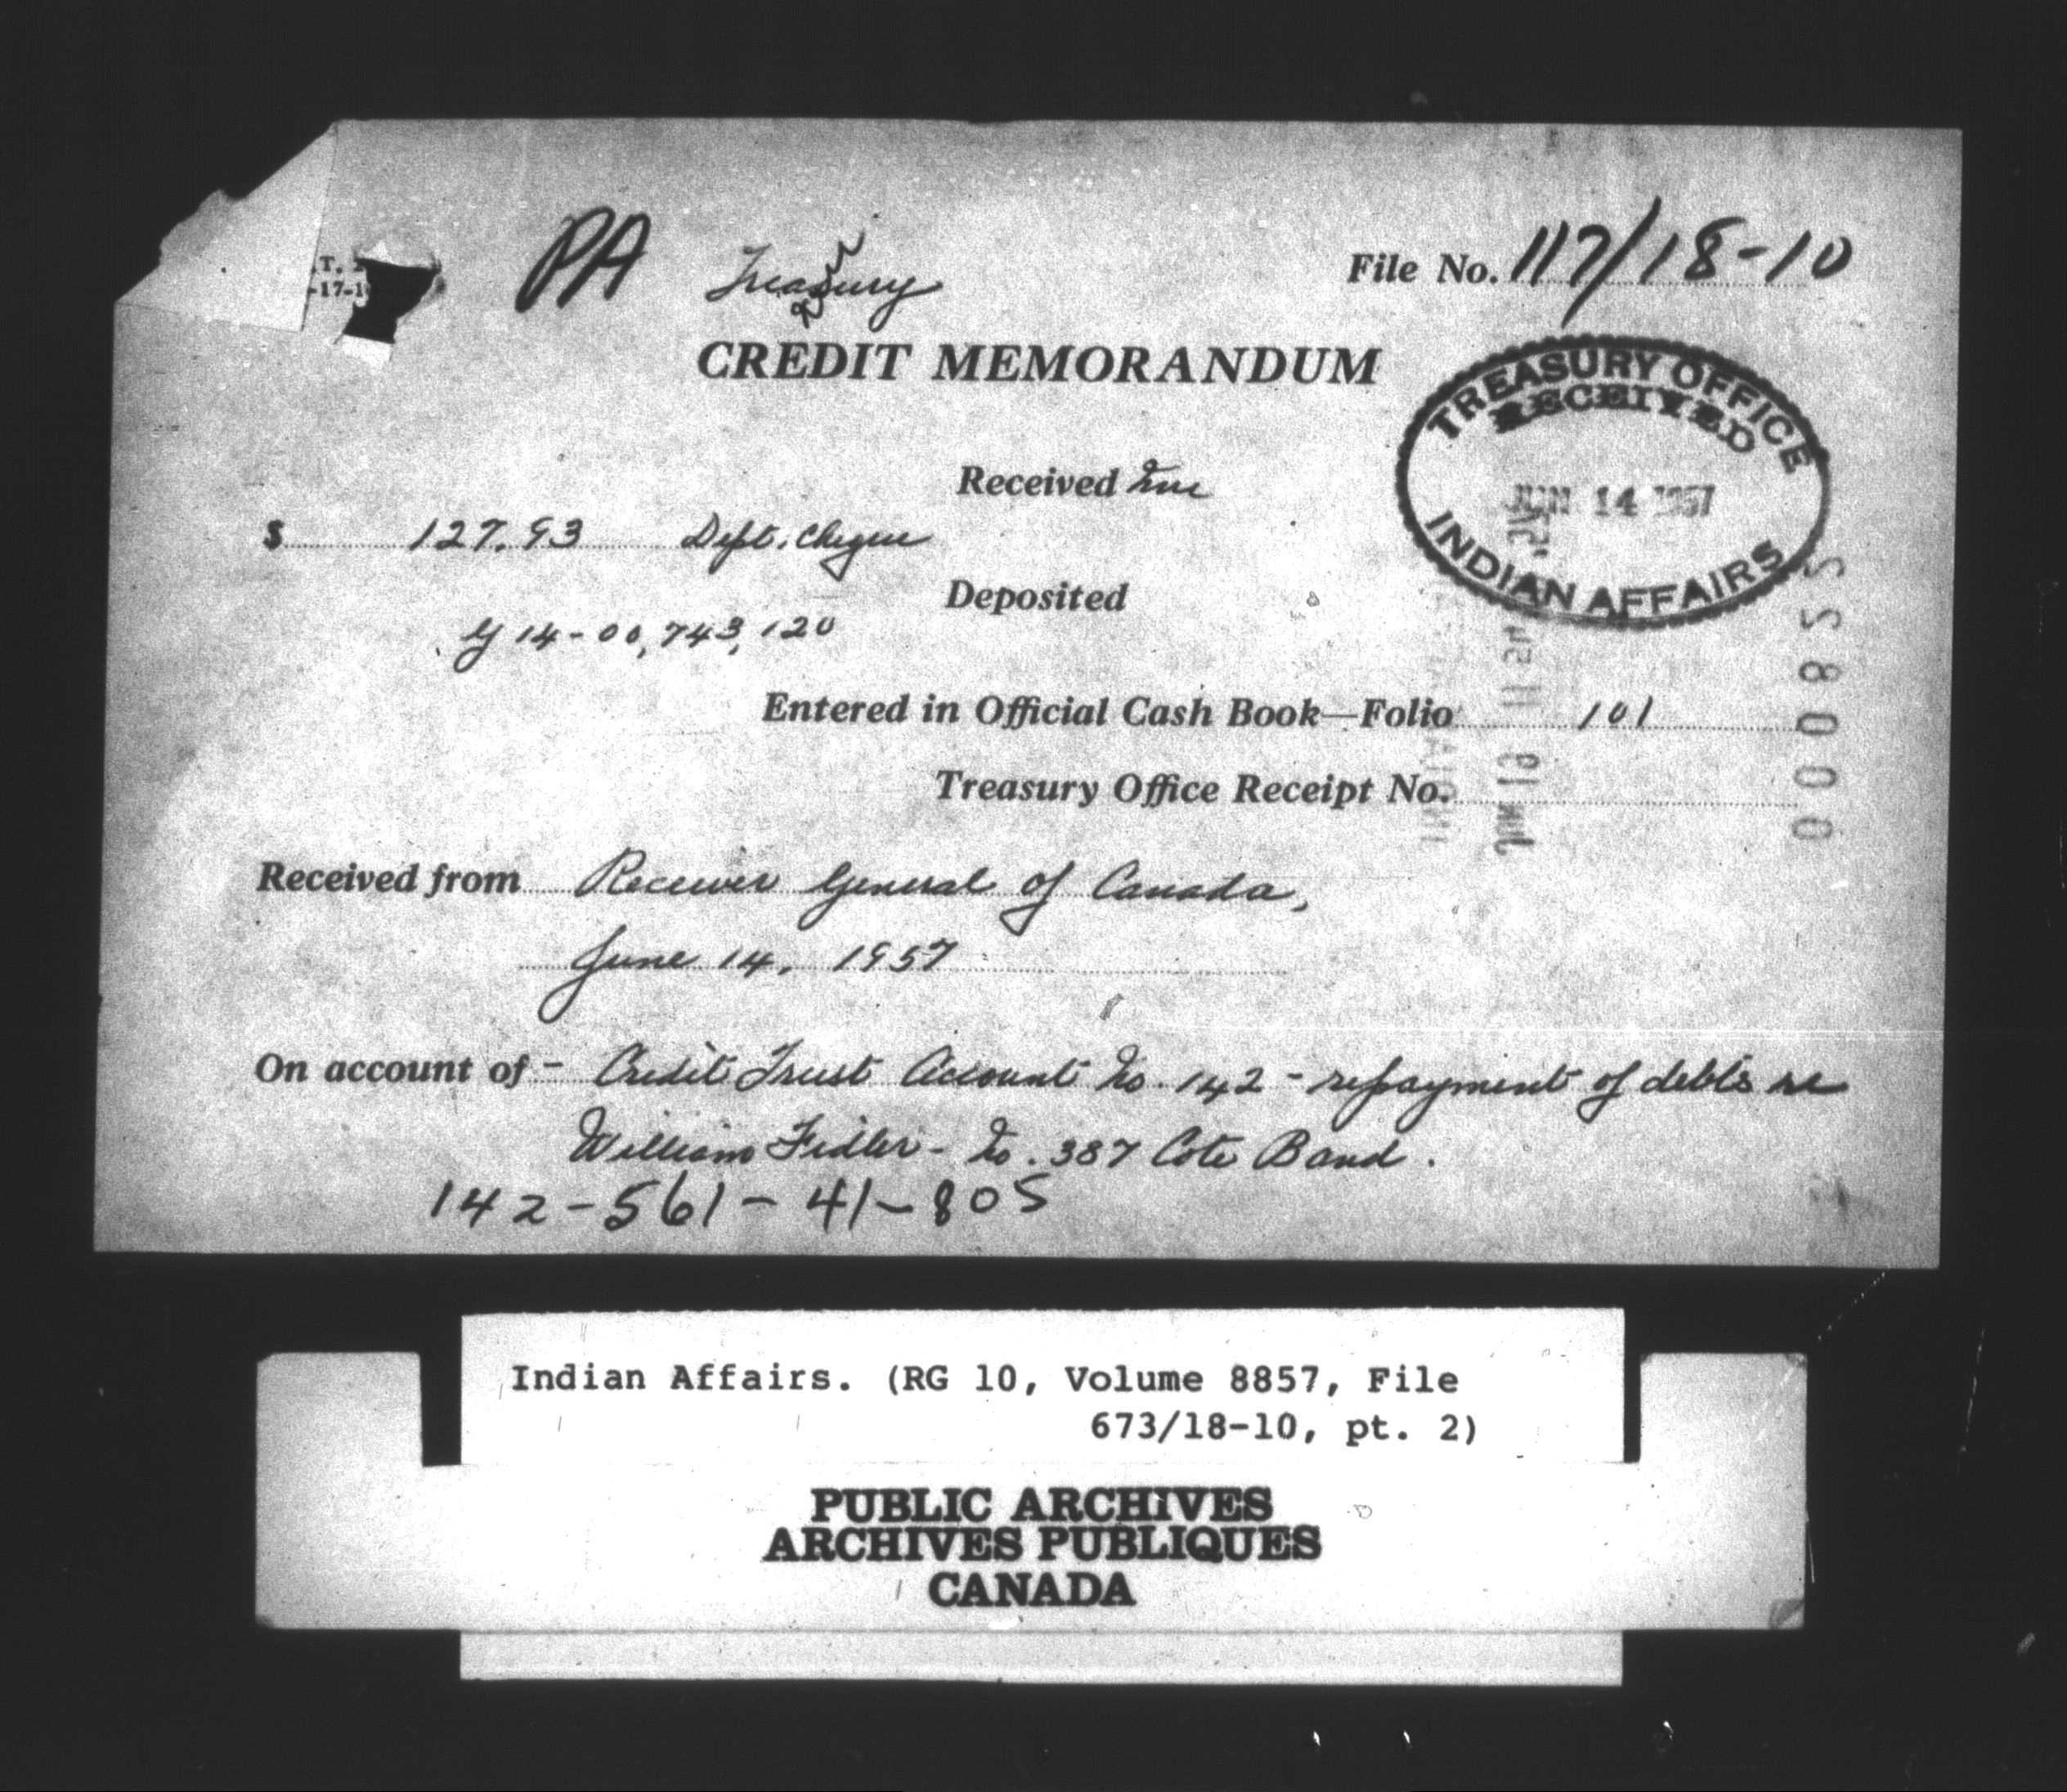 PA Treasury File No. 117/18-10
CREDIT MEMORANDUM
TREASURY OFFICE
RECEIVED
JUN 14 1957
INDIAN AFFAIRS
Received
$ 127.93 Dept. Cheque
Deposited
14-00,743,120
Entered in Official Cash Book—Folio 101
Treasury Office Receipt No.
Received from Receiver General of Canada,
June 14, 1957
On account of - Credit Trust Account No. 142 - repayment of debts re
William Fidler - No. 387 Cote Band.
142-561-41-805
Indian Affairs. (RG 10, Volume 8857, File
673/18-10, pt. 2)
PUBLIC ARCHIVES
ARCHIVES PUBLIQUES
CANADA